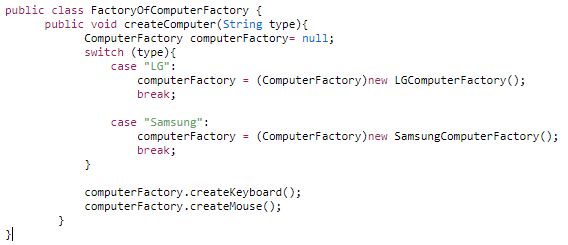 public class FactoryOfComputerFactory {
public void createComputer(String type){
ComputerFactory computerFactory= null;
switch (type){
case "LG":
computerFactory = (ComputerFactory)new LGComputerFactory();
break;
case "Samsung":
computerFactory = (ComputerFactory)new SamsungComputerFactory();
break;
}
computerFactory.createKeyboard();
computerFactory.createMouse();
}
}